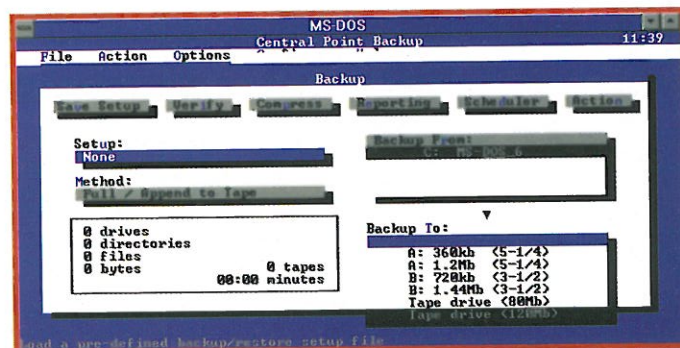 MS-DOS
Central Point Backup 11:39
File Action Options
Backup
Save Setup Verify Compress Reporting Scheduler Action
Setup:
None
Method:
Full / Append to Tape
0 drives
0 directories
0 files
0 bytes 0 tapes
00:00 minutes
Backup From:
C: MS-DOS_6
Backup To:
A: 360kb (5-1/4)
A: 1.2Mb (5-1/4)
B: 720kb (3-1/2)
B: 1.44Mb (3-1/2)
Tape drive (80Mb)
Tape drive (120Mb)
Load a pre-defined backup/restore setup file